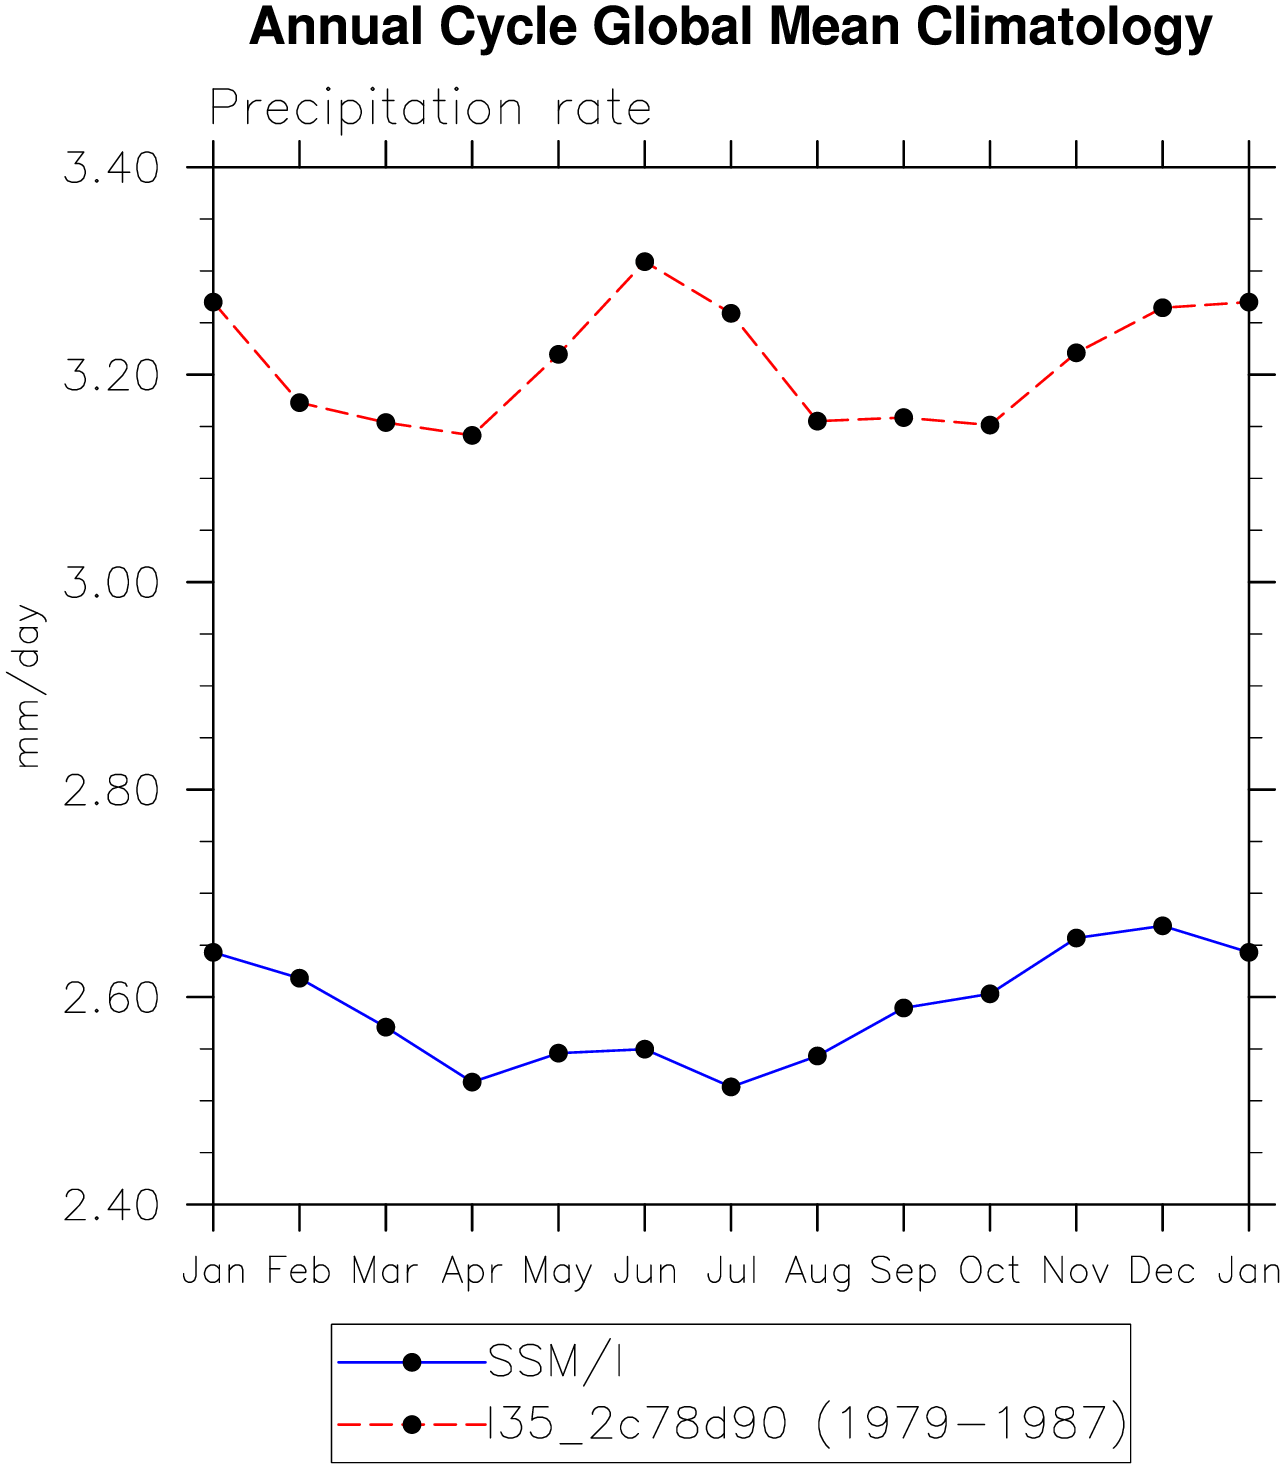 Annual Cycle Global Mean Climatology
Precipitation rate
3.40
3.20
3.00
2.80
2.60
2.40
mm/day
Jan Feb Mar Apr May Jun Jul Aug Sep Oct Nov Dec Jan
SSM/I
I35_2c78d90 (1979-1987)